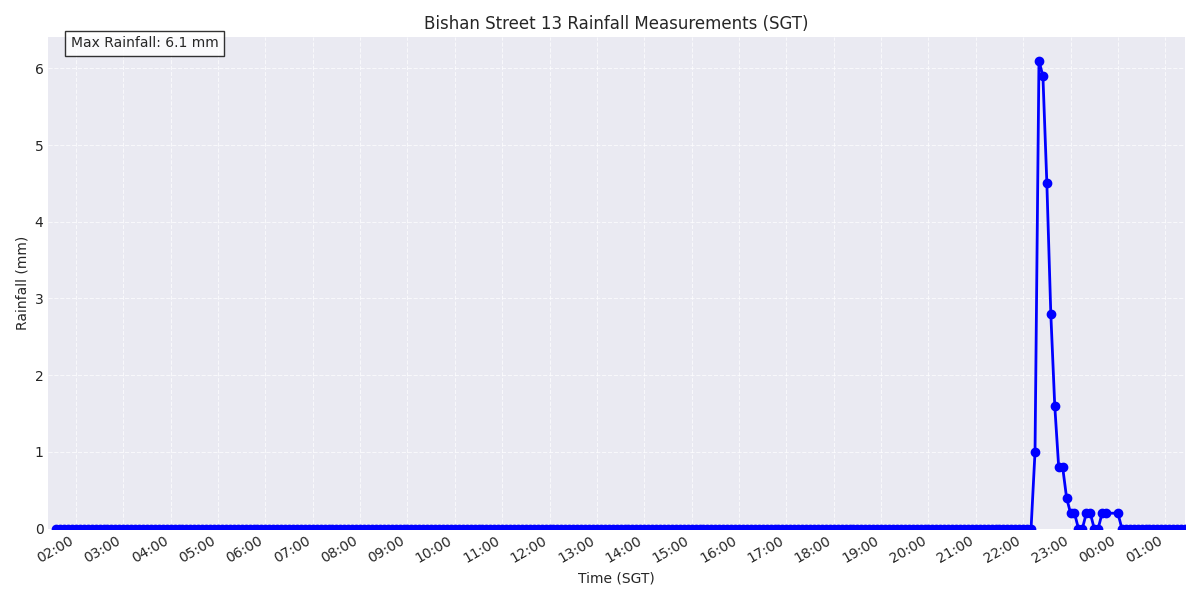 Bishan Street 13 Rainfall Measurements (SGT)
Max Rainfall: 6.1 mm
Rainfall (mm)
6
5
4
3
2
1
0
02:00 03:00 04:00 05:00 06:00 07:00 08:00 09:00 10:00 11:00 12:00 13:00 14:00 15:00 16:00 17:00 18:00 19:00 20:00 21:00 22:00 23:00 00:00 01:00
Time (SGT)